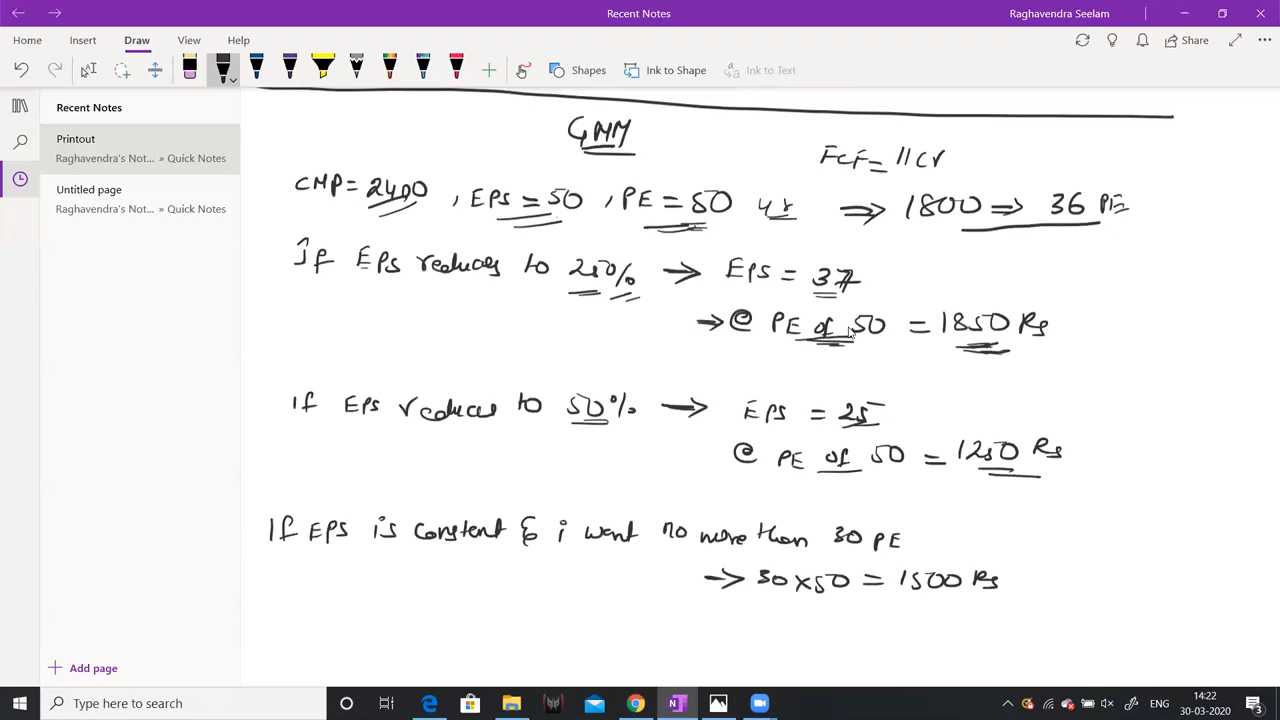 Recent Notes
Raghavendra Seelam
Home Insert Draw View Help
Share
Shapes
Ink to Shape
Ink to Text
Recent Notes
Printout
Raghavendra's Not... » Quick Notes
Untitled page
Raghavendra's Not... » Quick Notes
GMM
FCF = 11 Cr
CMP = 2400 , EPS = 50 , PE = 50 ⇒ 1800 ⇒ 36 PE
If EPS reduces to 25% → EPS = 37
→ @ PE of 50 = 1850 Rs
If EPS reduces to 50% → EPS = 25
@ PE of 50 = 1250 Rs
If EPS is constant & i want no more than 30 PE
→ 30 x 50 = 1500 Rs
Add page
Type here to search
14:22
30-03-2020